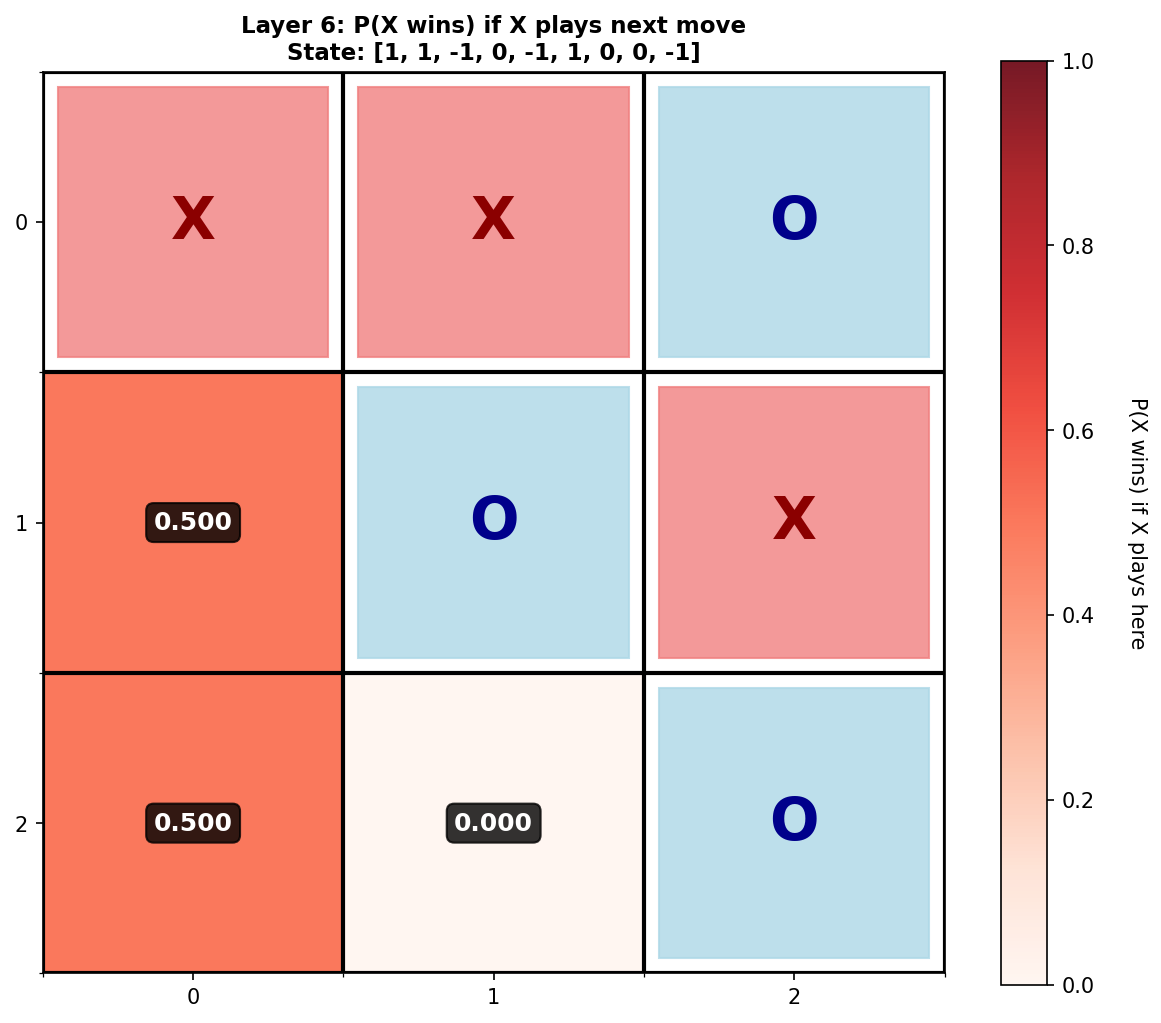 Layer 6: P(X wins) if X plays next move
State: [1, 1, -1, 0, -1, 1, 0, 0, -1]
X X O
0
0.500 O X
1
0.500 0.000 O
2
0 1 2
1.0
0.8
0.6
0.4
0.2
0.0
P(X wins) if X plays here